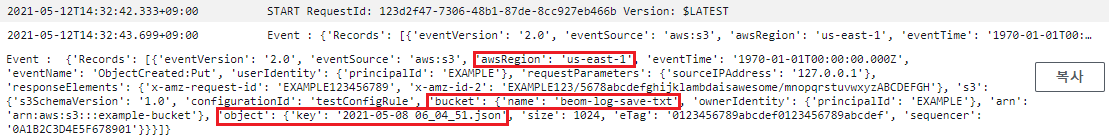 2021-05-12T14:32:42.333+09:00 START RequestId: 123d2f47-7306-48b1-87de-8cc927eb466b Version: $LATEST
2021-05-12T14:32:43.699+09:00 Event : {'Records': [{'eventVersion': '2.0', 'eventSource': 'aws:s3', 'awsRegion': 'us-east-1', 'eventTime': '1970-01-01T00:00:…
Event : {'Records': [{'eventVersion': '2.0', 'eventSource': 'aws:s3', 'awsRegion': 'us-east-1', 'eventTime': '1970-01-01T00:00:00.000Z',
'eventName': 'ObjectCreated:Put', 'userIdentity': {'principalId': 'EXAMPLE'}, 'requestParameters': {'sourceIPAddress': '127.0.0.1'},
'responseElements': {'x-amz-request-id': 'EXAMPLE123456789', 'x-amz-id-2': 'EXAMPLE123/5678abcdefghijklambdaisawesome/mnopqrstuvwxyzABCDEFGH'}, 's3':
{'s3SchemaVersion': '1.0', 'configurationId': 'testConfigRule', 'bucket': {'name': 'beom-log-save-txt', 'ownerIdentity': {'principalId': 'EXAMPLE'}, 'arn':
'arn:aws:s3:::example-bucket'}, 'object': {'key': '2021-05-08 06_04_51.json', 'size': 1024, 'eTag': '0123456789abcdef0123456789abcdef', 'sequencer':
'0A1B2C3D4E5F678901'}}}]}
복사